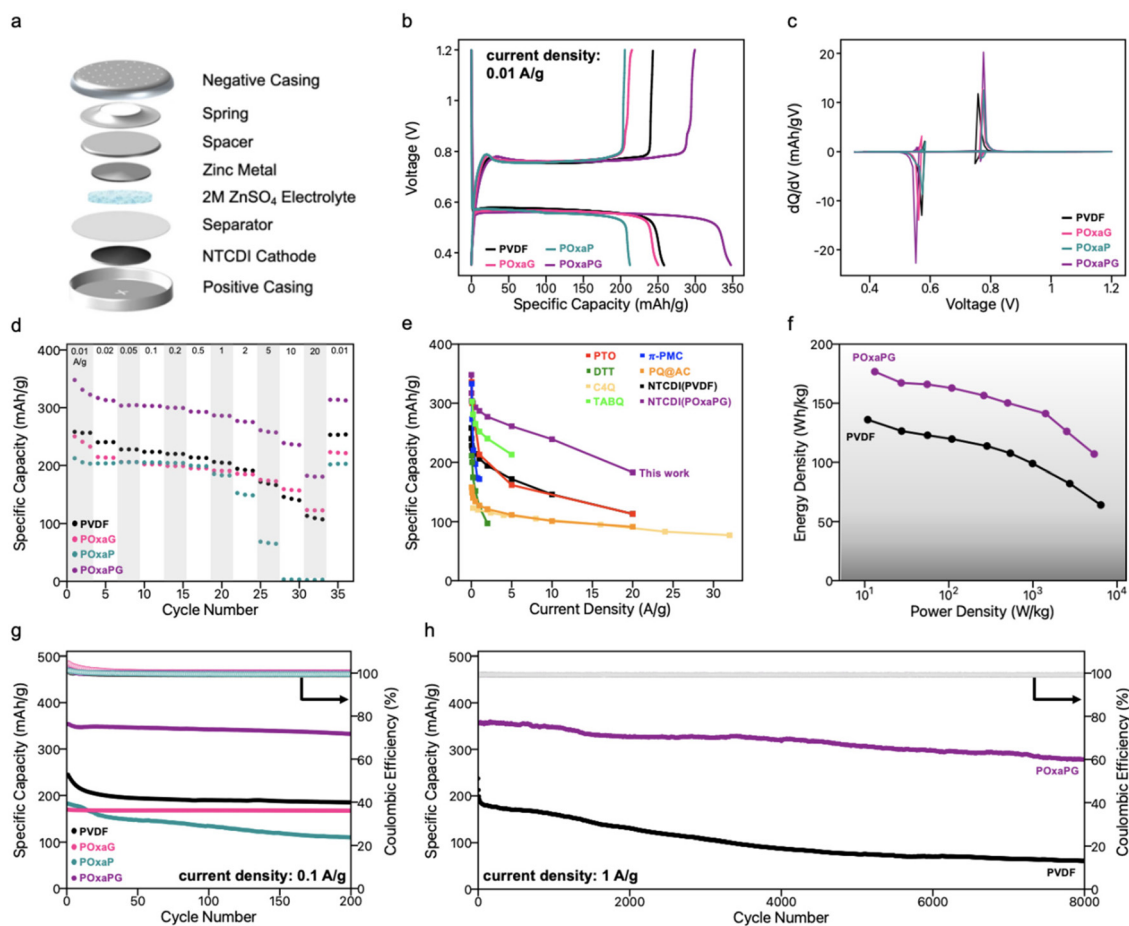 a
Negative Casing
Spring
Spacer
Zinc Metal
2M ZnSO₄ Electrolyte
Separator
NTCDI Cathode
Positive Casing
b
current density:
0.01 A/g
Voltage (V)
1.2
1.0
0.8
0.6
0.4
PVDF
POxaP
POxaG
POxaPG
0 50 100 150 200 250 300 350
Specific Capacity (mAh/g)
c
dQ/dV (mAh/gV)
20
10
0
-10
-20
PVDF
POxaG
POxaP
POxaPG
0.4 0.6 0.8 1 1.2
Voltage (V)
d
Specific Capacity (mAh/g)
400
300
200
100
0
0.01 0.02 0.05 0.1 0.2 0.5 1 2 5 10 20 0.01
A/g
PVDF
POxaG
POxaP
POxaPG
0 5 10 15 20 25 30 35
Cycle Number
e
Specific Capacity (mAh/g)
400
300
200
100
0
PTO
π-PMC
DTT
PQ@AC
C4Q
NTCDI(PVDF)
TABQ
NTCDI(POxaPG)
This work
0 5 10 15 20 25 30
Current Density (A/g)
f
Energy Density (Wh/kg)
200
150
100
50
0
POxaPG
PVDF
10¹ 10² 10³ 10⁴
Power Density (W/kg)
g
Specific Capacity (mAh/g)
500
400
300
200
100
0
PVDF
POxaG
POxaP
POxaPG
current density: 0.1 A/g
100
80
60
40
20
0
Coulombic Efficiency (%)
0 50 100 150 200
Cycle Number
h
Specific Capacity (mAh/g)
500
400
300
200
100
0
POxaPG
PVDF
current density: 1 A/g
100
80
60
40
20
0
Coulombic Efficiency (%)
0 2000 4000 6000 8000
Cycle Number